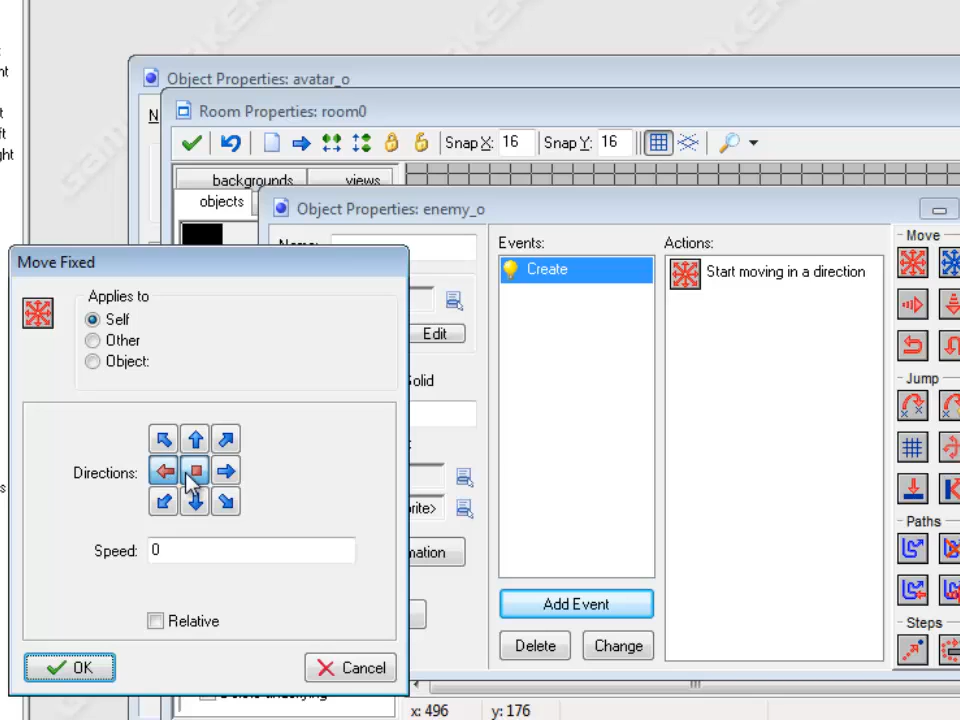 Object Properties: avatar_o
N
Room Properties: room0
Snap X: 16
Snap Y: 16
backgrounds
views
objects
Object Properties: enemy_o
Events:
Actions:
Move
Create
Start moving in a direction
Edit
Solid
Jump
Paths
Steps
Add Event
Delete
Change
x: 496
y: 176
Move Fixed
Applies to
Self
Other
Object:
Directions:
Speed: 0
Relative
OK
Cancel